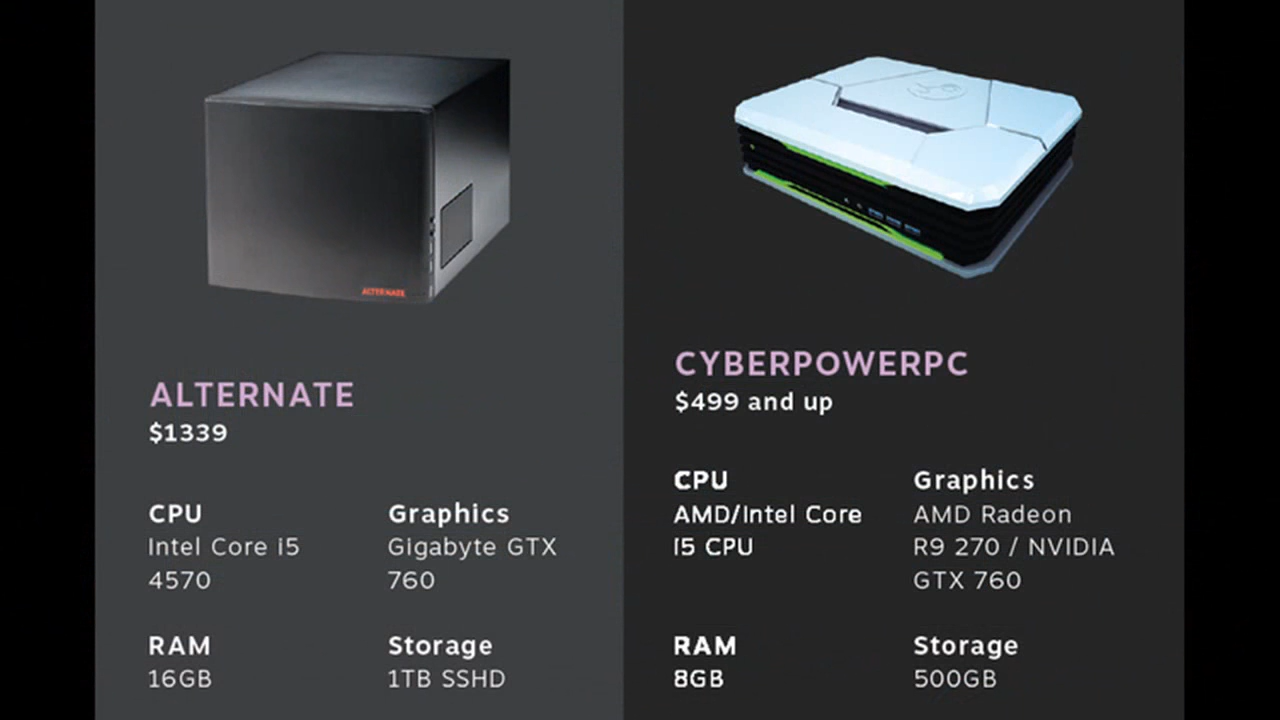 ALTERNATE
ALTERNATE
$1339
CPU
Intel Core i5
4570
Graphics
Gigabyte GTX
760
RAM
16GB
Storage
1TB SSHD
CYBERPOWERPC
$499 and up
CPU
AMD/Intel Core
I5 CPU
Graphics
AMD Radeon
R9 270 / NVIDIA
GTX 760
RAM
8GB
Storage
500GB